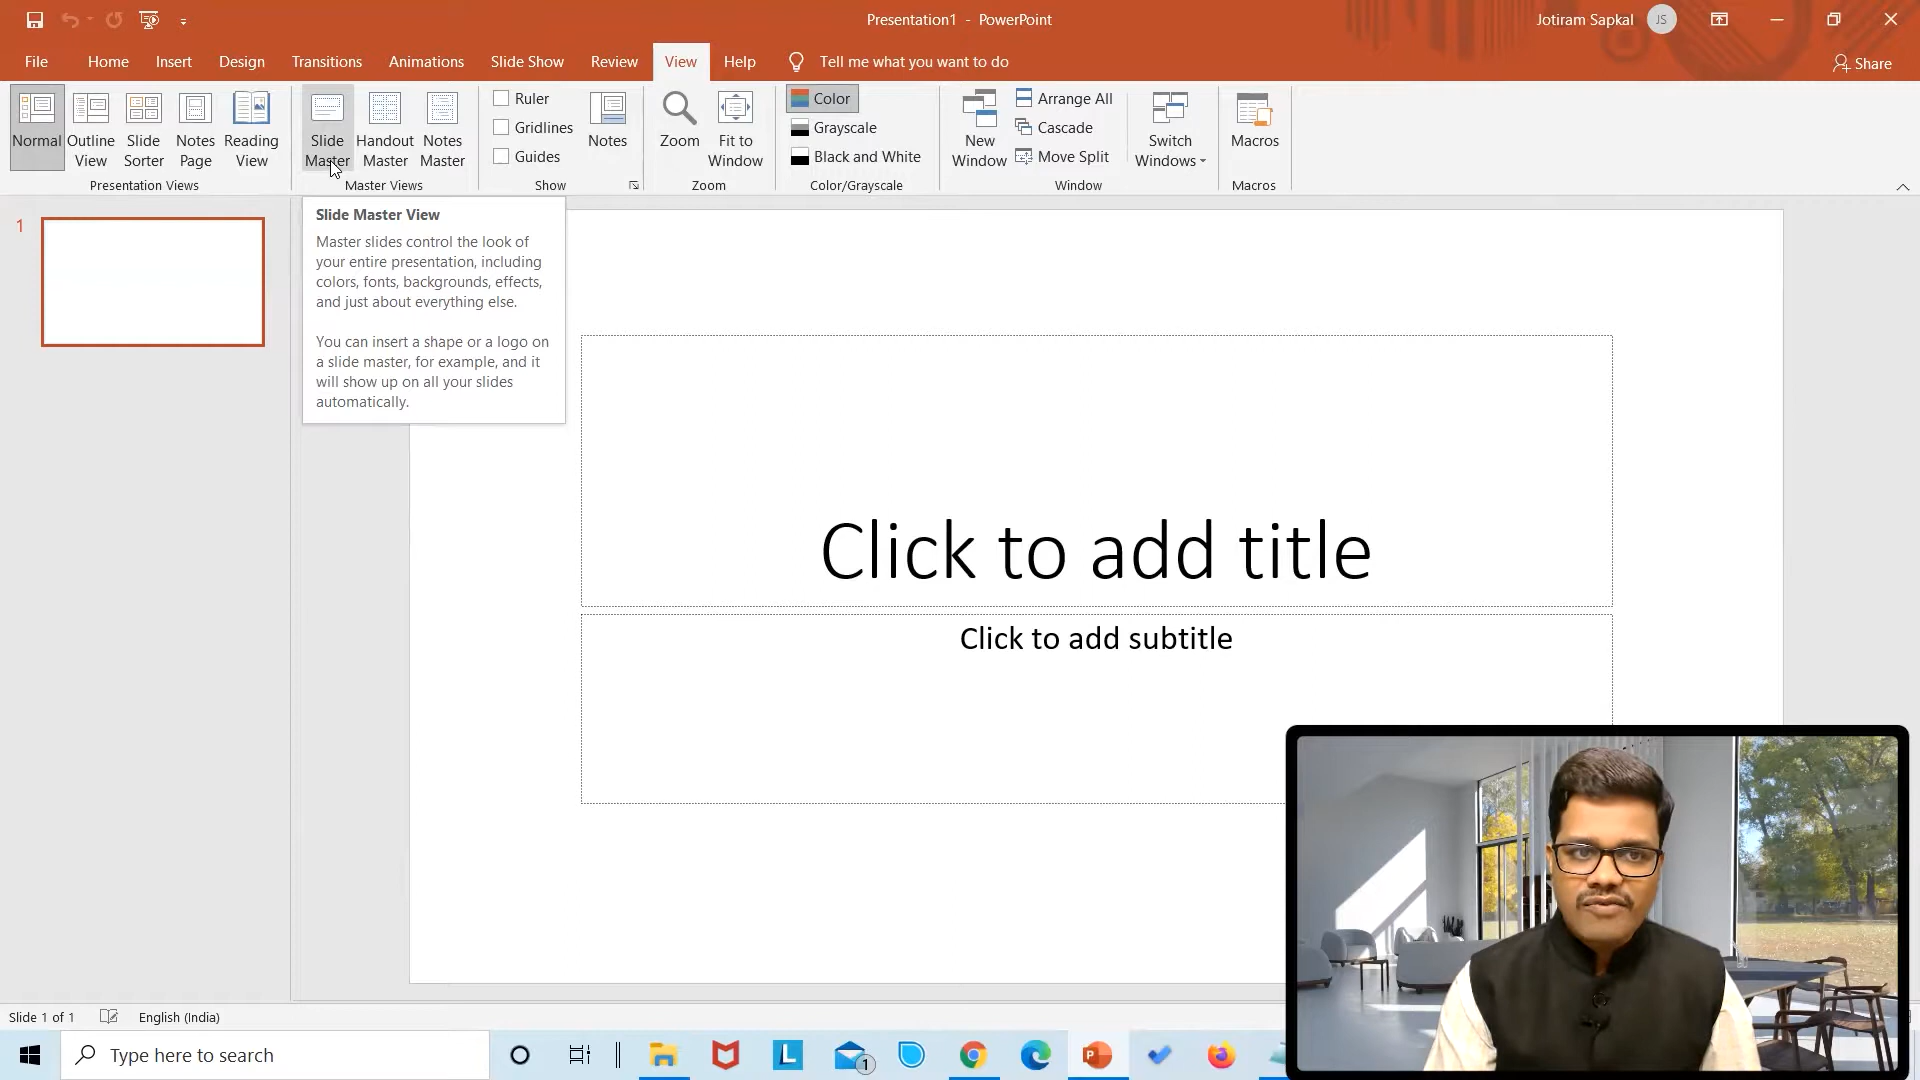 Presentation1 - PowerPoint
Jotiram Sapkal
JS
File
Home
Insert
Design
Transitions
Animations
Slide Show
Review
View
Help
Tell me what you want to do
Share
Normal
Outline
View
Slide
Sorter
Notes
Page
Reading
View
Presentation Views
Slide
Master
Handout
Master
Notes
Master
Master Views
Ruler
Gridlines
Guides
Notes
Show
Zoom
Fit to
Window
Zoom
Color
Grayscale
Black and White
Color/Grayscale
New
Window
Arrange All
Cascade
Move Split
Switch
Windows
Window
Macros
Macros
1
Slide Master View
Master slides control the look of
your entire presentation, including
colors, fonts, backgrounds, effects,
and just about everything else.
You can insert a shape or a logo on
a slide master, for example, and it
will show up on all your slides
automatically.
Click to add title
Click to add subtitle
Slide 1 of 1
English (India)
Type here to search
L
1
P